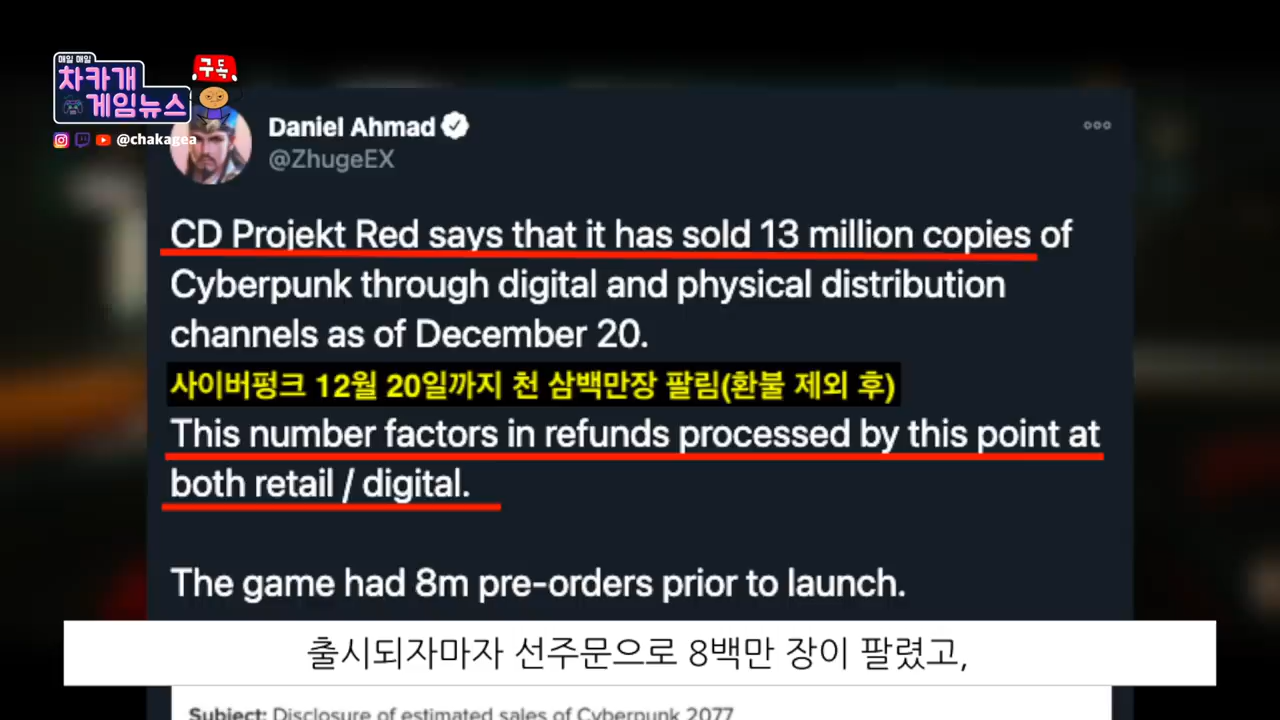 매일 매일
차카개
게임뉴스
구독
@chakagea
Daniel Ahmad
@ZhugeEX
CD Projekt Red says that it has sold 13 million copies of
Cyberpunk through digital and physical distribution
channels as of December 20.
사이버펑크 12월 20일까지 천 삼백만장 팔림(환불 제외 후)
This number factors in refunds processed by this point at
both retail / digital.
The game had 8m pre-orders prior to launch.
출시되자마자 선주문으로 8백만 장이 팔렸고,
Subject: Disclosure of estimated sales of Cyberpunk 2077